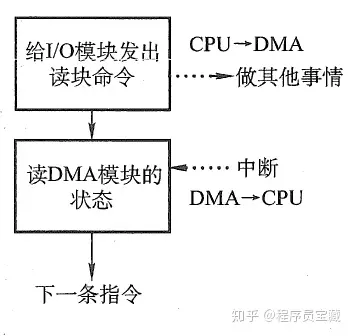 给I/O模块发出
读块命令
CPU→DMA
做其他事情
读DMA模块的
状态
中断
DMA→CPU
下一条指令
知乎 @程序员宝藏